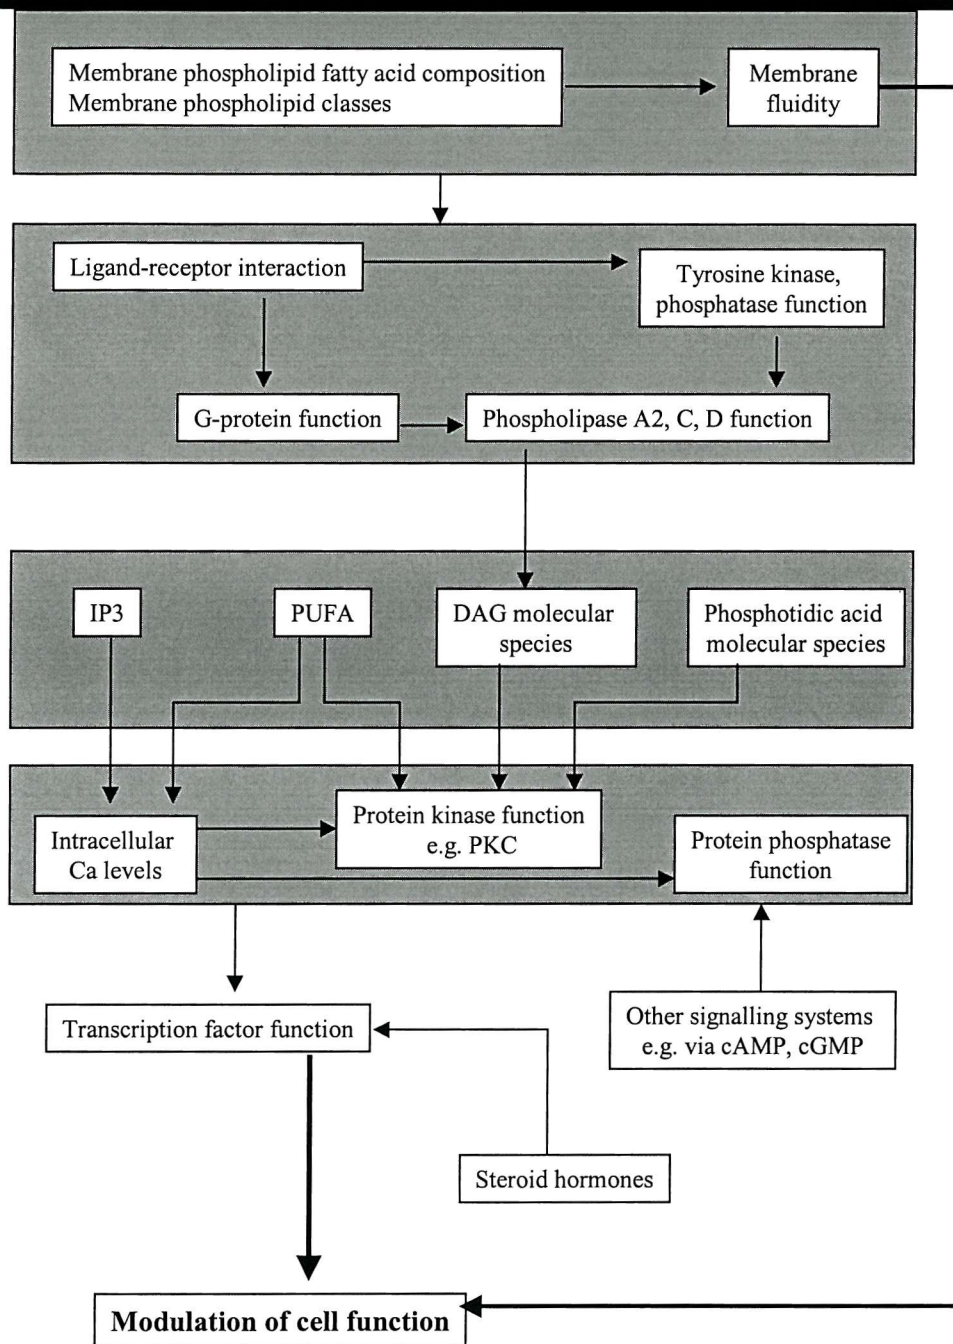 Membrane phospholipid fatty acid composition
Membrane phospholipid classes
Membrane
fluidity
Ligand-receptor interaction
Tyrosine kinase,
phosphatase function
G-protein function
Phospholipase A2, C, D function
IP3
PUFA
DAG molecular
species
Phosphotidic acid
molecular species
Intracellular
Ca levels
Protein kinase function
e.g. PKC
Protein phosphatase
function
Transcription factor function
Other signalling systems
e.g. via cAMP, cGMP
Steroid hormones
Modulation of cell function